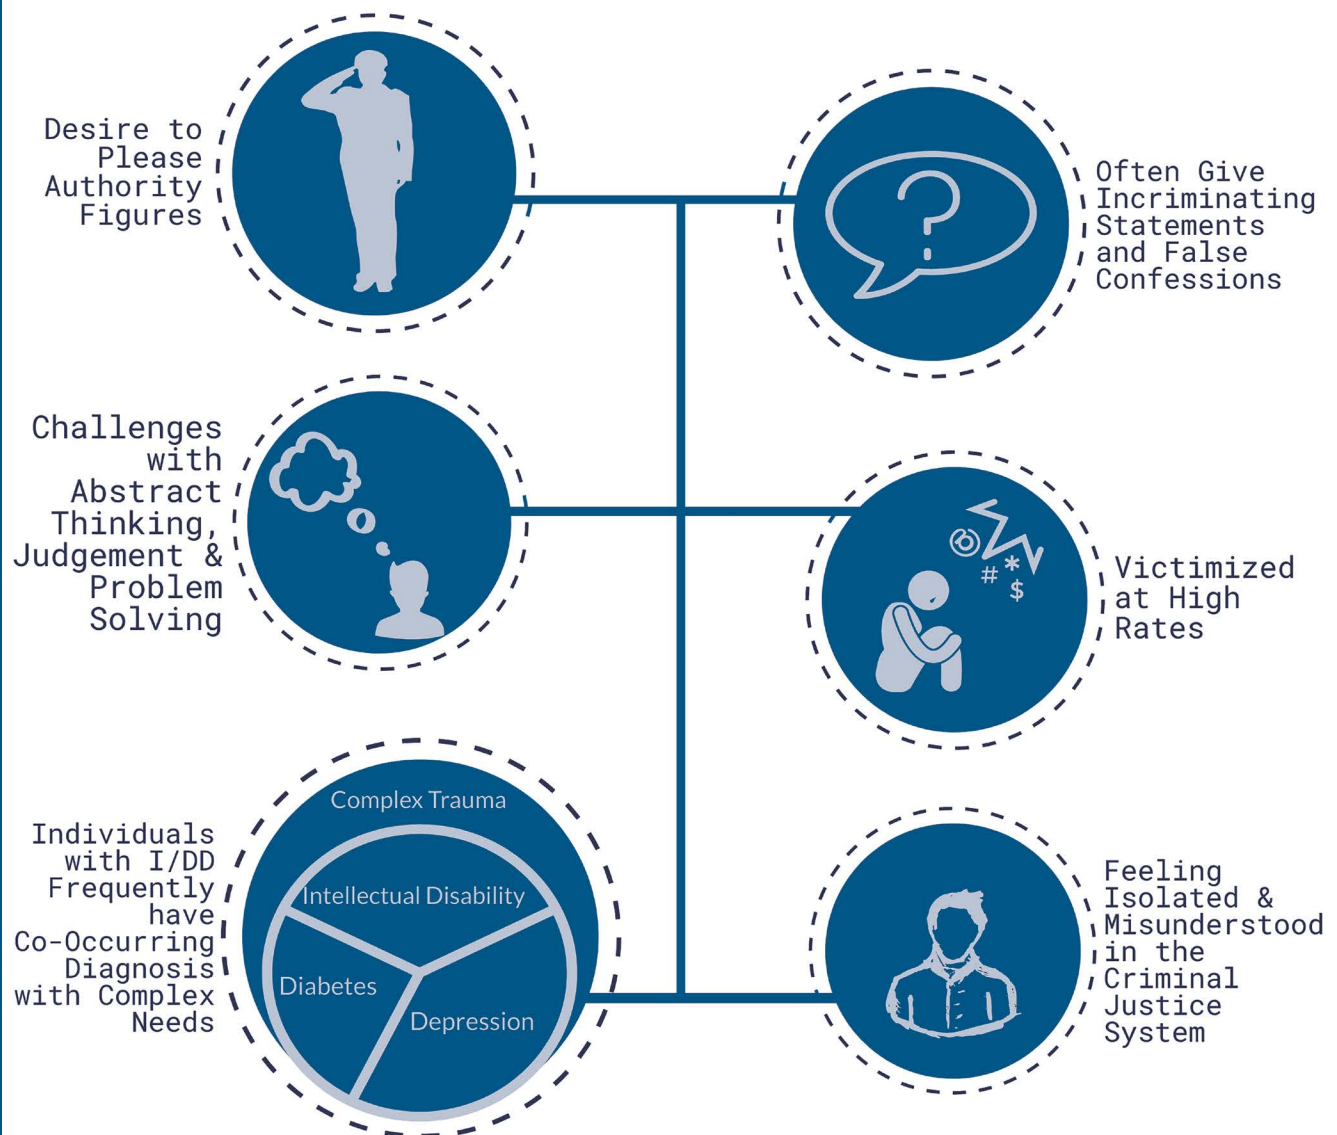 Desire to
Please
Authority
Figures
Often Give
Incriminating
Statements
and False
Confessions
Challenges
with
Abstract
Thinking,
Judgement &
Problem
Solving
@
#
*
$
Victimized
at High
Rates
Individuals
with I/DD
Frequently
have
Co-Occurring
Diagnosis
with Complex
Needs
Complex Trauma
Intellectual Disability
Diabetes
Depression
Feeling
Isolated &
Misunderstood
in the
Criminal
Justice
System